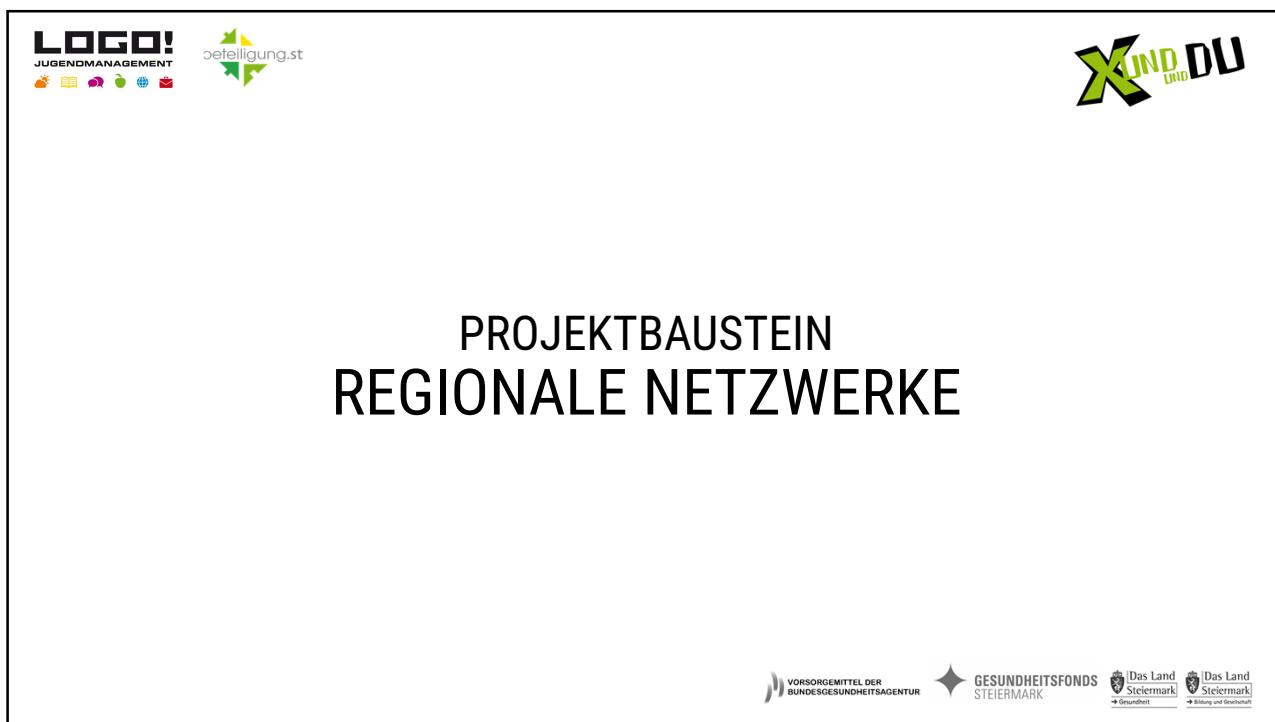 LOGO!
JUGENDMANAGEMENT
beteiligung.st
XUND UND DU
PROJEKTBAUSTEIN
REGIONALE NETZWERKE
VORSORGEMITTEL DER
BUNDESGESUNDHEITSAGENTUR
GESUNDHEITSFONDS
STEIERMARK
Das Land
Steiermark
→ Gesundheit
Das Land
Steiermark
→ Bildung und Gesellschaft